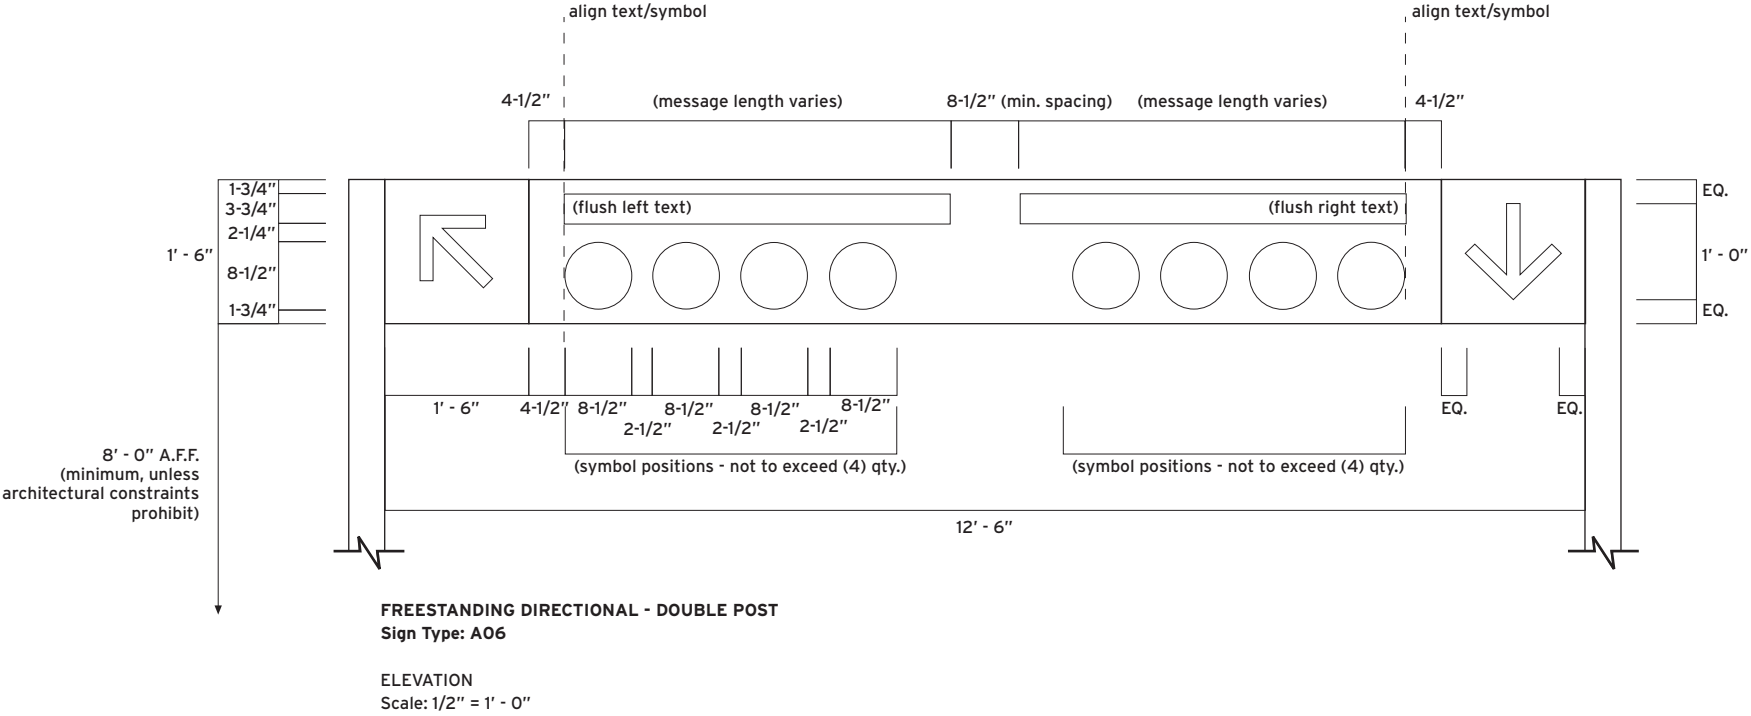 align text/symbol
align text/symbol
4-1/2"
(message length varies)
8-1/2" (min. spacing)
(message length varies)
4-1/2"
1-3/4"
3-3/4"
2-1/4"
8-1/2"
1-3/4"
1' - 6"
(flush left text)
(flush right text)
EQ.
1' - 0"
EQ.
1' - 6"
4-1/2"
8-1/2"
8-1/2"
8-1/2"
8-1/2"
2-1/2"
2-1/2"
2-1/2"
EQ.
EQ.
(symbol positions - not to exceed (4) qty.)
(symbol positions - not to exceed (4) qty.)
8' - 0" A.F.F.
(minimum, unless
architectural constraints
prohibit)
12' - 6"
FREESTANDING DIRECTIONAL - DOUBLE POST
Sign Type: A06
ELEVATION
Scale: 1/2" = 1' - 0"